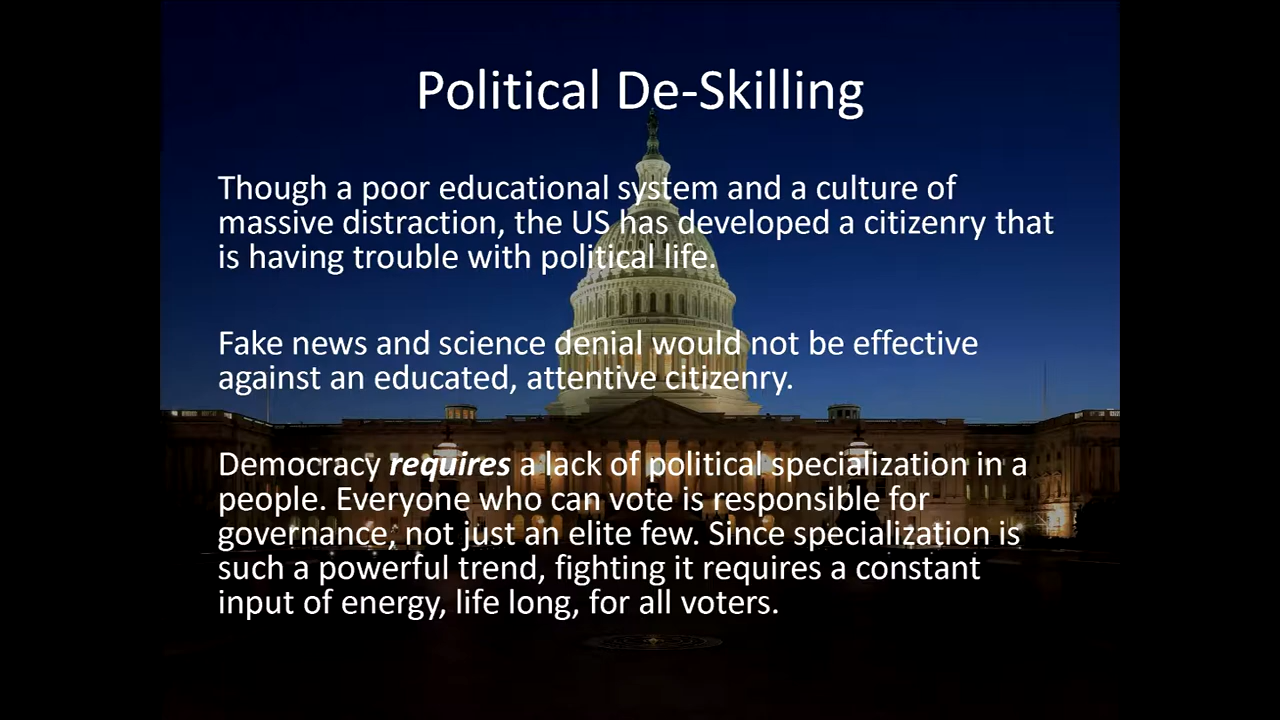 Political De-Skilling
Though a poor educational system and a culture of
massive distraction, the US has developed a citizenry that
is having trouble with political life.
Fake news and science denial would not be effective
against an educated, attentive citizenry.
Democracy requires a lack of political specialization in a
people. Everyone who can vote is responsible for
governance, not just an elite few. Since specialization is
such a powerful trend, fighting it requires a constant
input of energy, life long, for all voters.